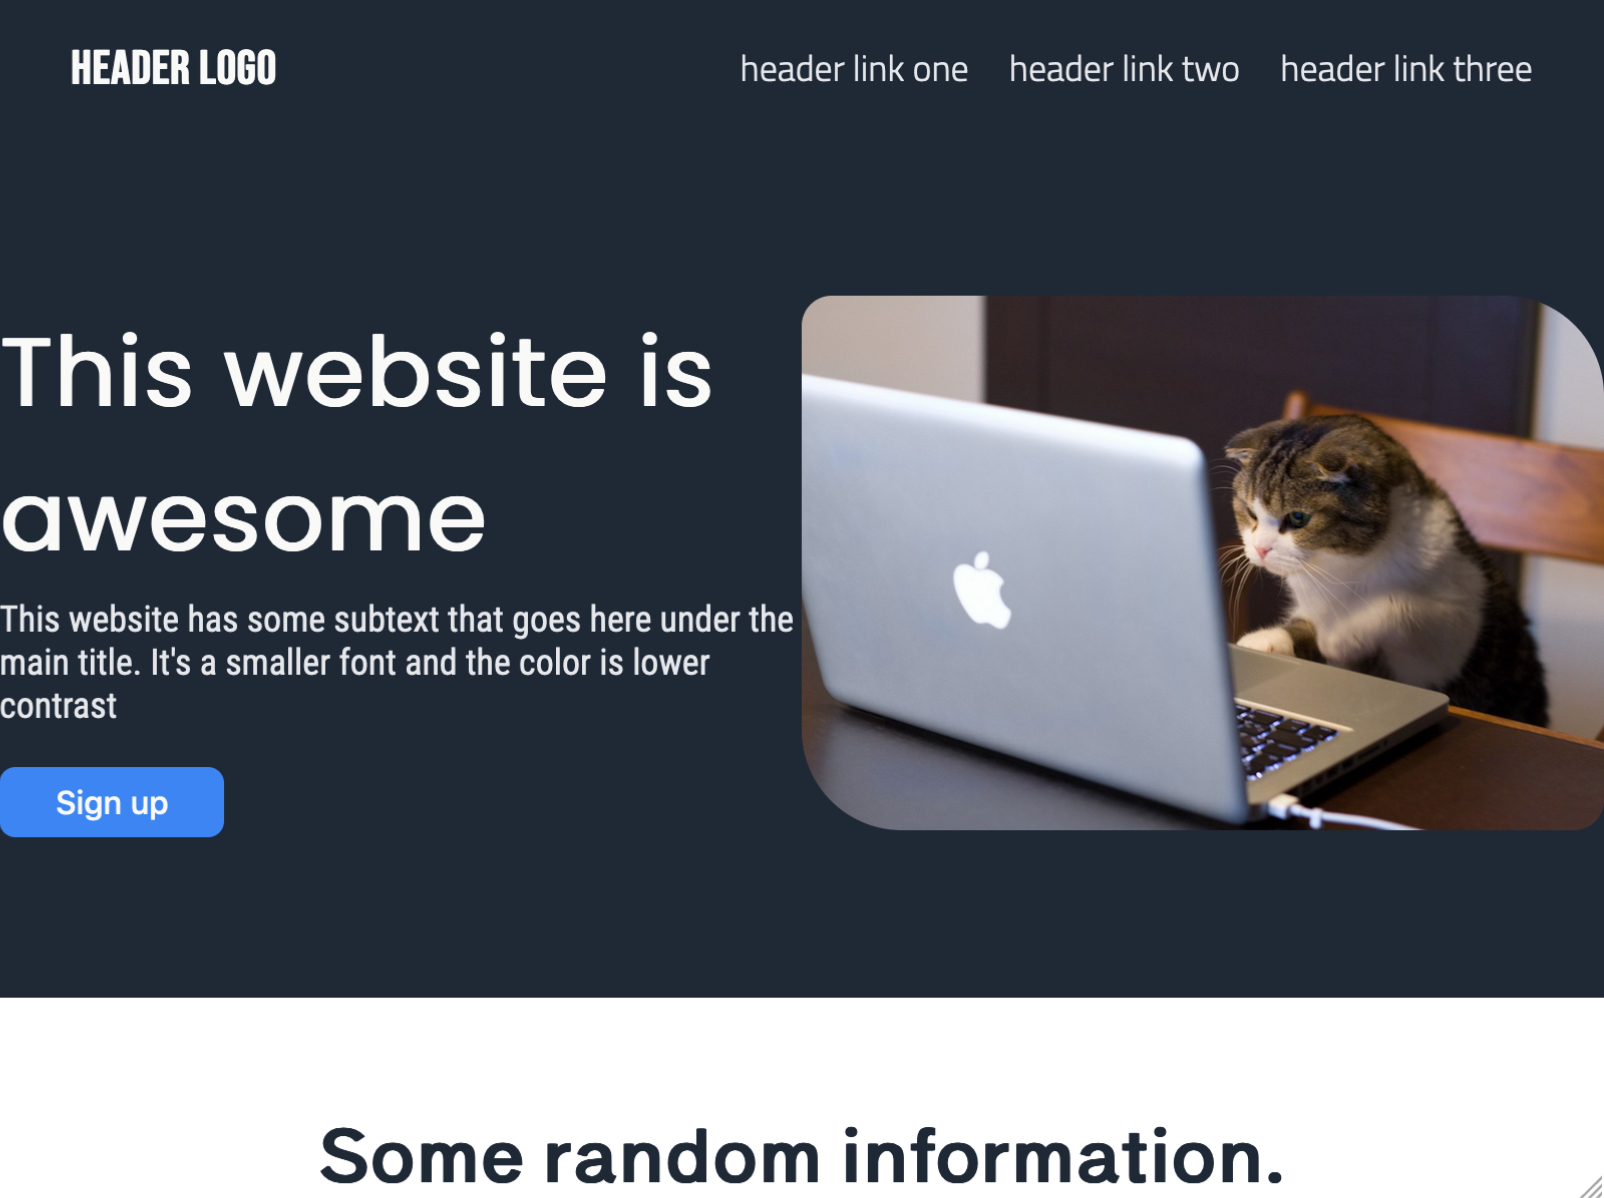 HEADER LOGO
header link one
header link two
header link three
This website is
awesome
This website has some subtext that goes here under the
main title. It's a smaller font and the color is lower
contrast
Sign up
Some random information.